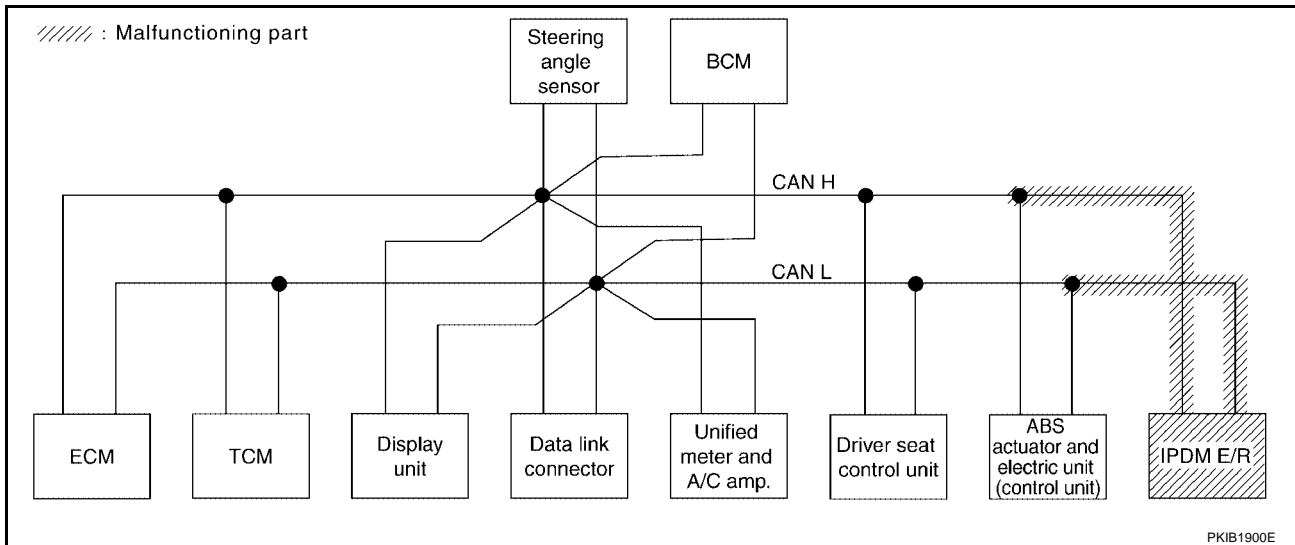 : Malfunctioning part
Steering
angle
sensor
BCM
CAN H
CAN L
ECM
TCM
Display
unit
Data link
connector
Unified
meter and
A/C amp.
Driver seat
control unit
ABS
actuator and
electric unit
(control unit)
IPDM E/R
PKIB1900E